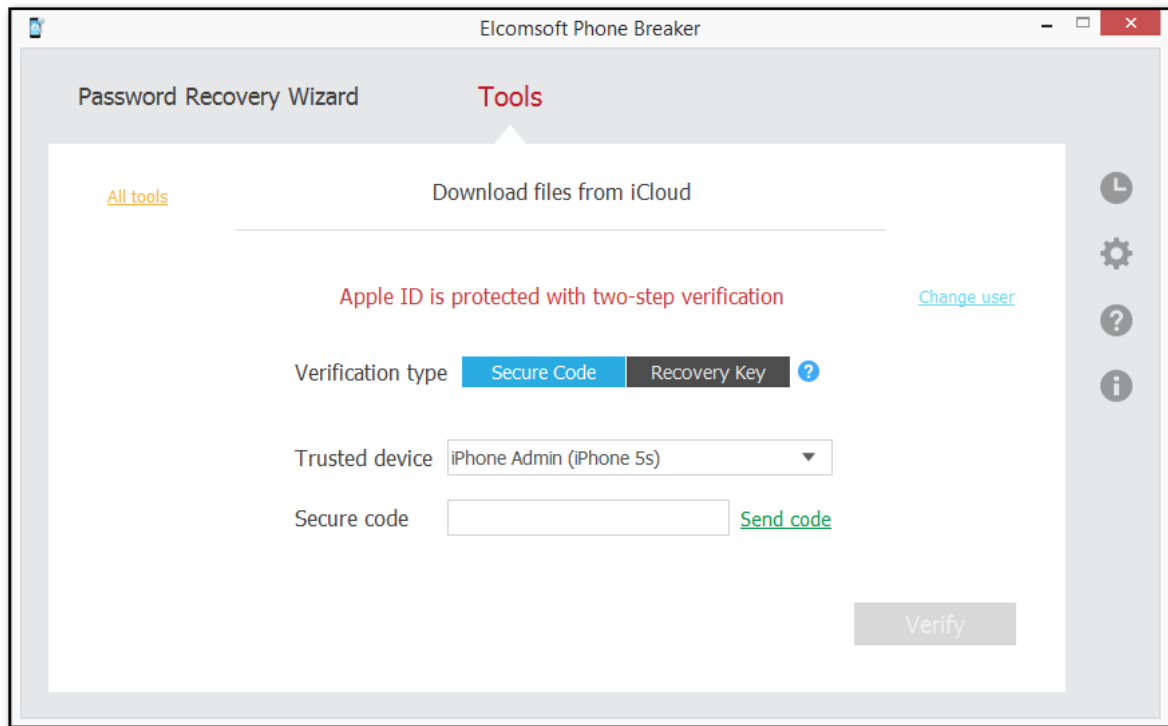 Elcomsoft Phone Breaker
Password Recovery Wizard Tools
All tools
Download files from iCloud
Apple ID is protected with two-step verification
Change user
Verification type Secure Code Recovery Key ?
Trusted device iPhone Admin (iPhone 5s)
Secure code Send code
Verify